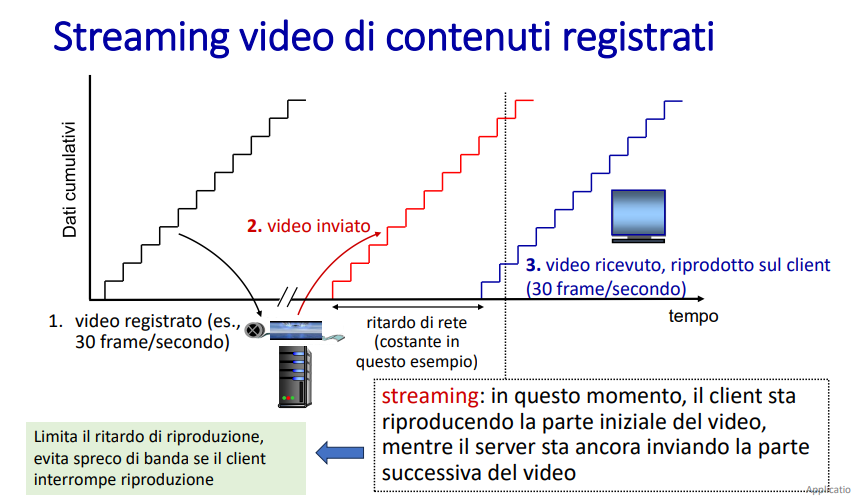 Streaming video di contenuti registrati
Dati cumulativi
2. video inviato
3. video ricevuto, riprodotto sul client
(30 frame/secondo)
tempo
1. video registrato (es.,
30 frame/secondo)
ritardo di rete
(costante in
questo esempio)
streaming: in questo momento, il client sta
riproducendo la parte iniziale del video,
mentre il server sta ancora inviando la parte
successiva del video
Limita il ritardo di riproduzione,
evita spreco di banda se il client
interrompe riproduzione
Applicatio